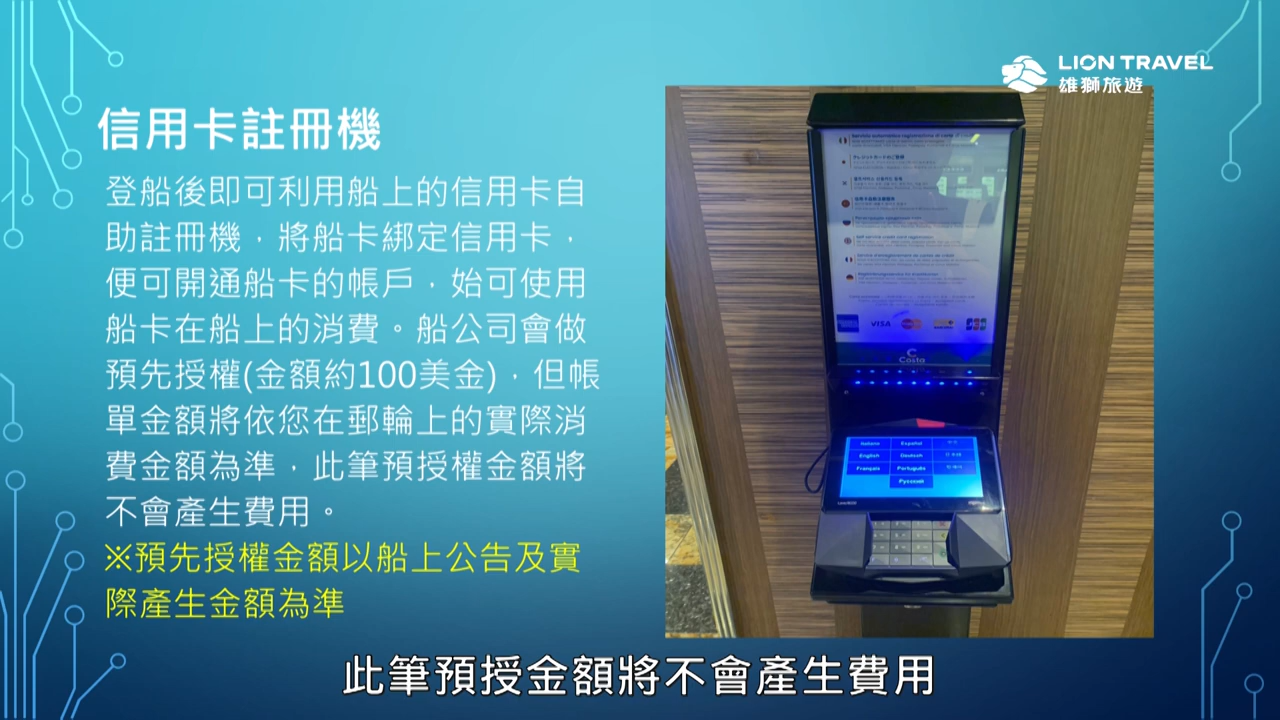 LION TRAVEL
雄獅旅遊
信用卡註冊機
登船後即可利用船上的信用卡自
助註冊機，將船卡綁定信用卡，
便可開通船卡的帳戶，始可使用
船卡在船上的消費。船公司會做
預先授權(金額約100美金)，但帳
單金額將依您在郵輪上的實際消
費金額為準，此筆預授權金額將
不會產生費用。
※預先授權金額以船上公告及實
際產生金額為準
VISA
Costa
Italiano Español
English Deutsch
Français Português
Русский
此筆預授金額將不會產生費用